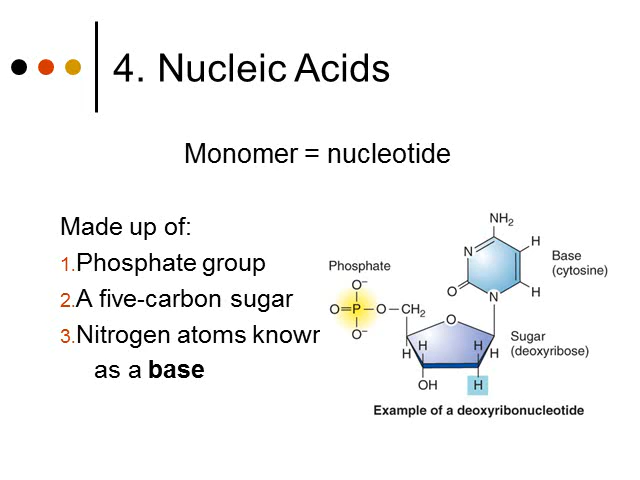 4. Nucleic Acids
Monomer = nucleotide
Made up of:
1.Phosphate group
2.A five-carbon sugar
3.Nitrogen atoms known
as a base
NH₂
N
H
Base
(cytosine)
Phosphate
O⁻
O
N
H
O=P—O—CH₂
O
O⁻
Sugar
(deoxyribose)
H
H
H
H
OH
H
Example of a deoxyribonucleotide